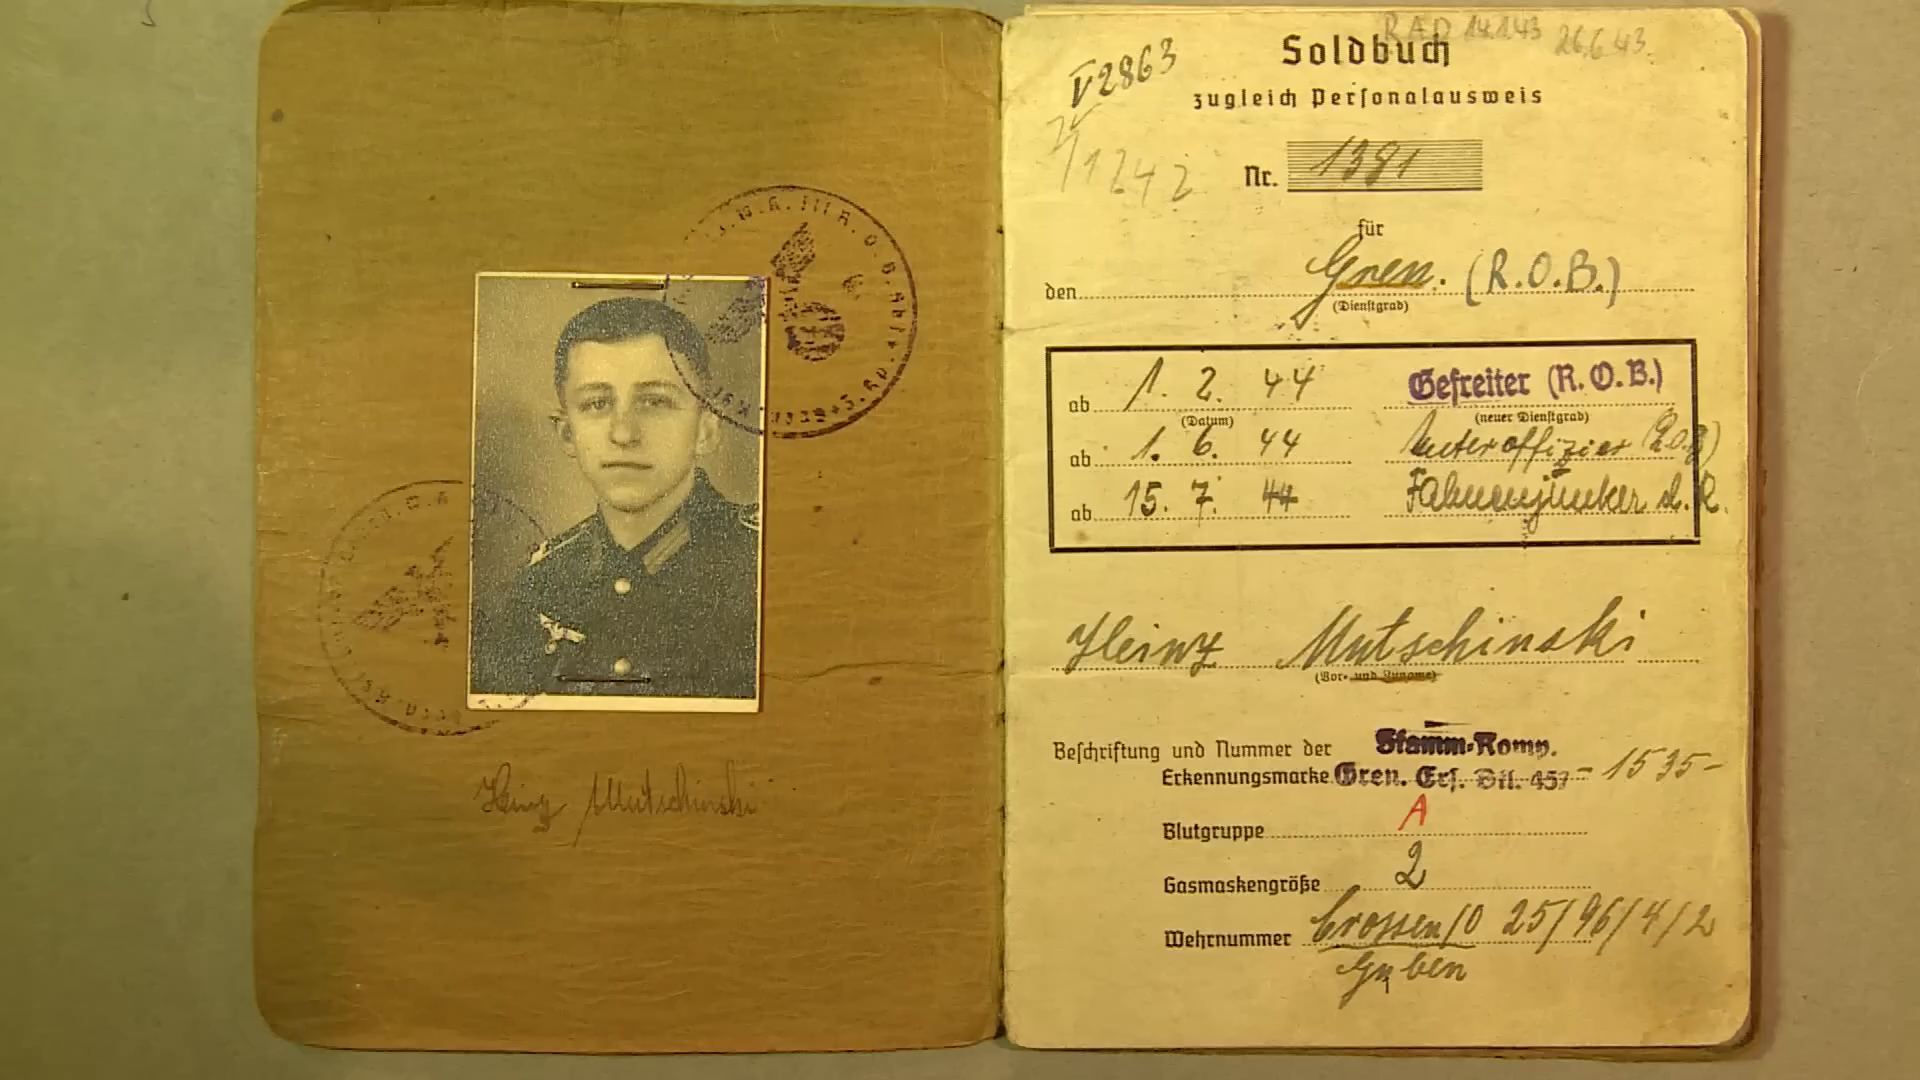 Heinz Mutschinski
RAD 14.1.43 26.6.43
Soldbuch
V2863
zugleich Personalausweis
71242
Nr. 1381
für
den Gren. (R.O.B.)
(Dienstgrad)
ab 1. 2. 44 Gefreiter (R.O.B.)
(Datum) (neuer Dienstgrad)
ab 1. 6. 44 Unteroffizier (R.O.B)
ab 15. 7. 44 Fahnenjunker d. R.
Heinz Mutschinski
(Vor- und Zuname)
Beschriftung und Nummer der Stamm-Komp.
Erkennungsmarke Gren. Ers. Btl. 457 - 1535 -
Blutgruppe A
Gasmaskengröße 2
Wehrnummer Crossen/O 25/96/4/2
Guben